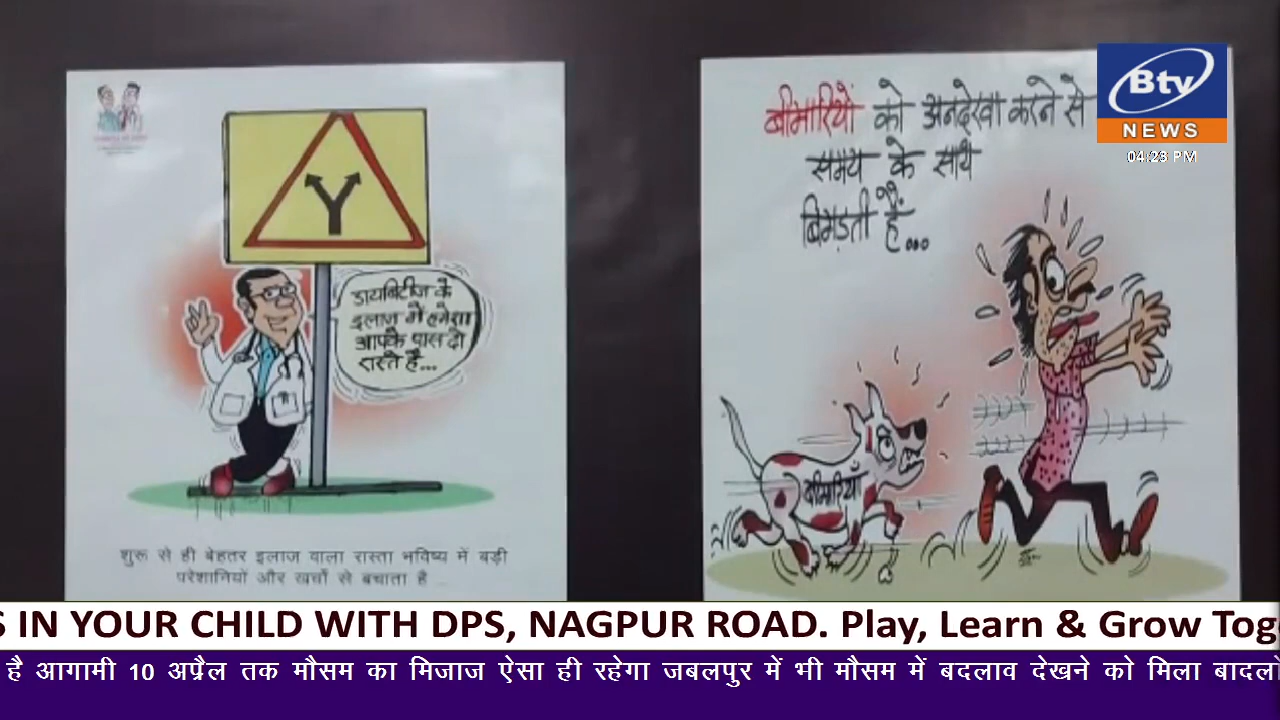 डायबिटीज के
इलाज में हमेशा
आपके पास दो
रास्ते हैं...
शुरू से ही बेहतर इलाज वाला रास्ता भविष्य में बड़ी
परेशानियों और खर्चों से बचाता है ...
बीमारियों को अनदेखा करने से
समय के साथ
बिगड़ती हैं...
बीमारियाँ
Btv
NEWS
04:23 PM
S IN YOUR CHILD WITH DPS, NAGPUR ROAD. Play, Learn & Grow Tog
है आगामी 10 अप्रैल तक मौसम का मिजाज ऐसा ही रहेगा जबलपुर में भी मौसम में बदलाव देखने को मिला बादलो